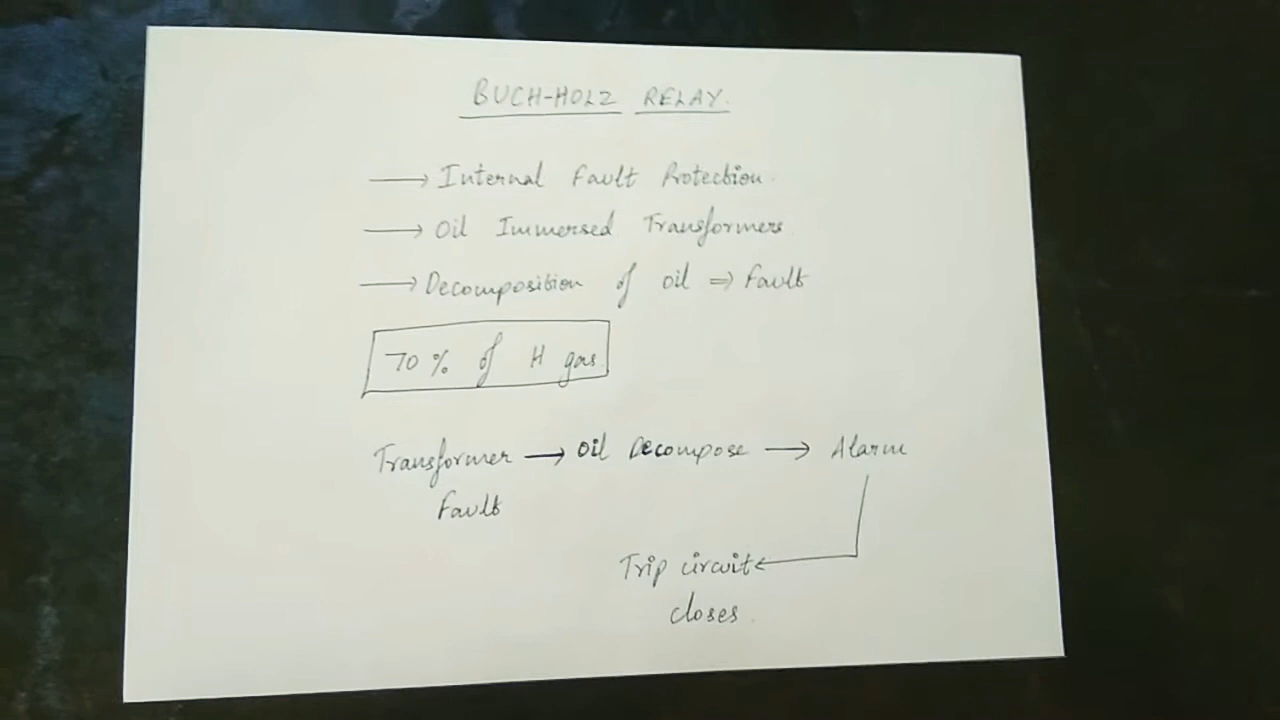 BUCH-HOLZ RELAY.
→ Internal Fault Protection.
→ Oil Immersed Transformers
→ Decomposition of oil ⇒ Fault
70% of H gas
Transformer → Oil Decompose → Alarm
Fault
Trip circuit ←
closes.